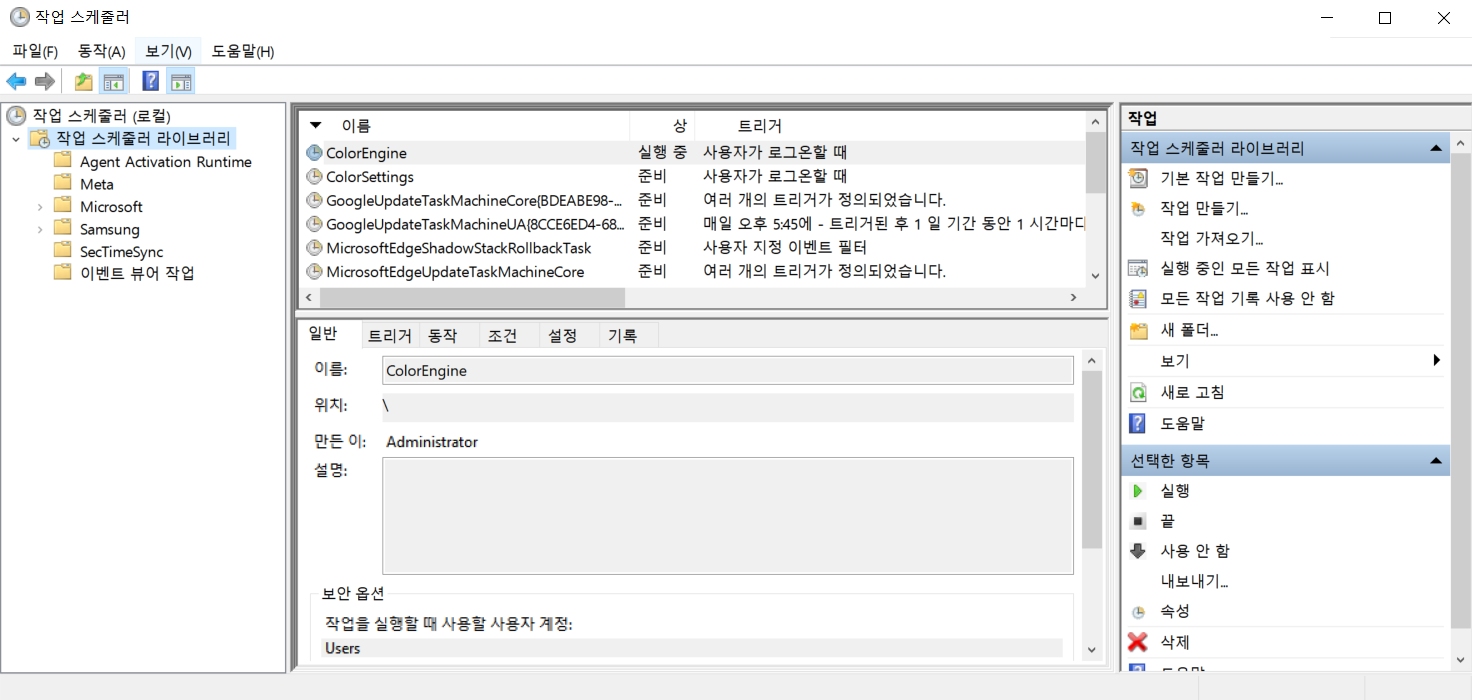 작업 스케줄러
파일(F) 동작(A) 보기(V) 도움말(H)
작업 스케줄러 (로컬)
작업 스케줄러 라이브러리
Agent Activation Runtime
Meta
Microsoft
Samsung
SecTimeSync
이벤트 뷰어 작업
이름 상 트리거
ColorEngine 실행 중 사용자가 로그온할 때
ColorSettings 준비 사용자가 로그온할 때
GoogleUpdateTaskMachineCore{BDEABE98-... 준비 여러 개의 트리거가 정의되었습니다.
GoogleUpdateTaskMachineUA{8CCE6ED4-68... 준비 매일 오후 5:45에 - 트리거된 후 1 일 기간 동안 1 시간마다
MicrosoftEdgeShadowStackRollbackTask 준비 사용자 지정 이벤트 필터
MicrosoftEdgeUpdateTaskMachineCore 준비 여러 개의 트리거가 정의되었습니다.
일반 트리거 동작 조건 설정 기록
이름: ColorEngine
위치: \
만든 이: Administrator
설명:
보안 옵션
작업을 실행할 때 사용할 사용자 계정:
Users
작업
작업 스케줄러 라이브러리
기본 작업 만들기...
작업 만들기...
작업 가져오기...
실행 중인 모든 작업 표시
모든 작업 기록 사용 안 함
새 폴더...
보기
새로 고침
도움말
선택한 항목
실행
끝
사용 안 함
내보내기...
속성
삭제